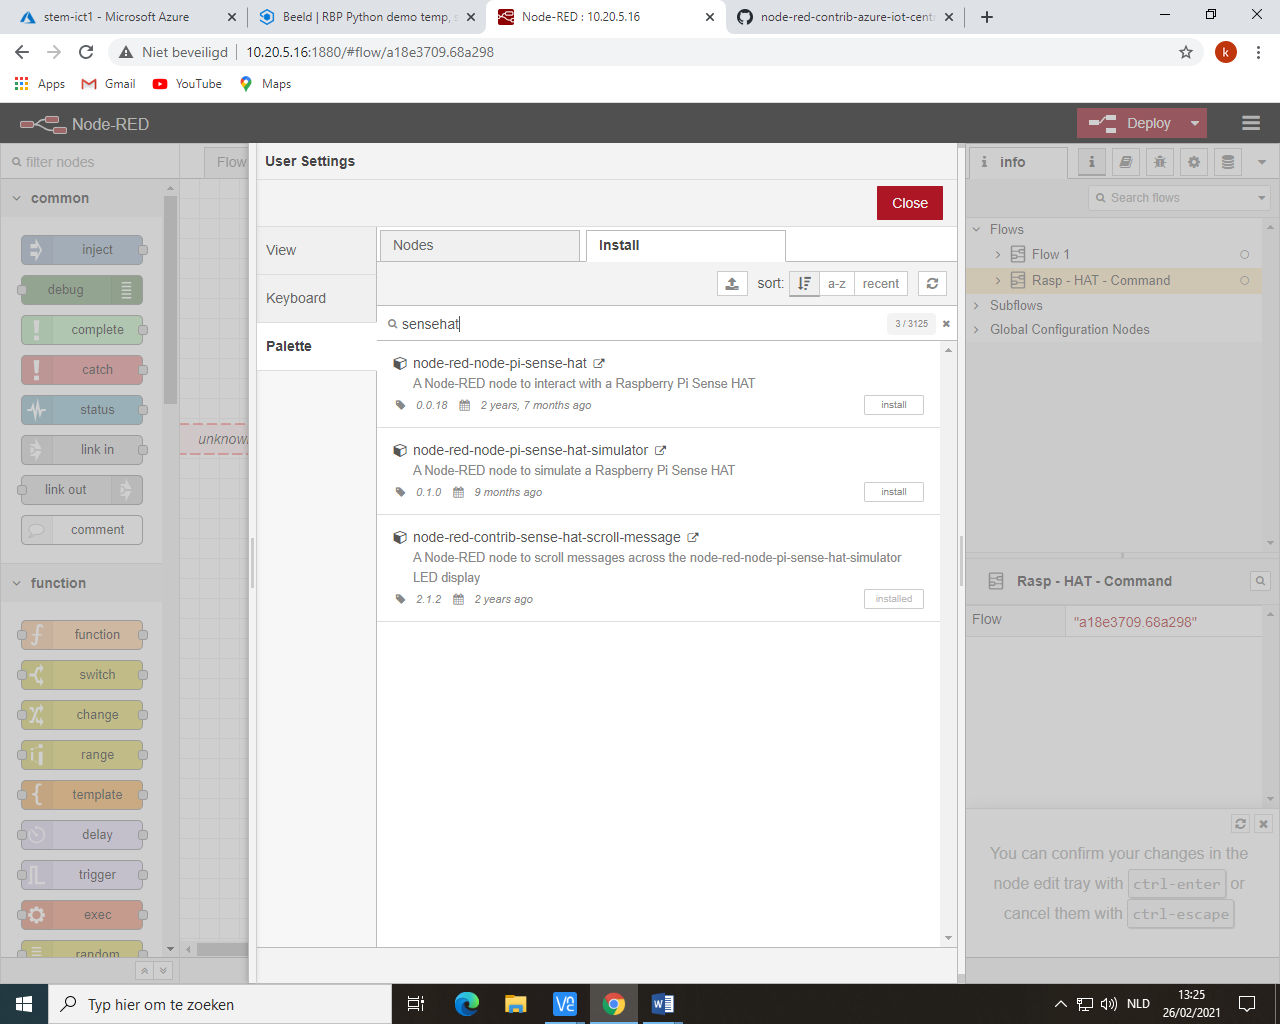 stem-ict1 - Microsoft Azure
Beeld | RBP Python demo temp, s
Node-RED : 10.20.5.16
node-red-contrib-azure-iot-cent
Niet beveiligd
10.20.5.16:1880/#flow/a18e3709.68a298
k
Apps
Gmail
YouTube
Maps
Node-RED
Deploy
filter nodes
Flow
common
inject
debug
complete
catch
status
link in
link out
comment
function
function
switch
change
range
template
delay
trigger
exec
random
unknown
User Settings
Close
View
Keyboard
Palette
Nodes
Install
sort:
a-z
recent
sensehat
3 / 3125
node-red-node-pi-sense-hat
A Node-RED node to interact with a Raspberry Pi Sense HAT
0.0.18 2 years, 7 months ago
install
node-red-node-pi-sense-hat-simulator
A Node-RED node to simulate a Raspberry Pi Sense HAT
0.1.0 9 months ago
install
node-red-contrib-sense-hat-scroll-message
A Node-RED node to scroll messages across the node-red-node-pi-sense-hat-simulator
LED display
2.1.2 2 years ago
installed
info
Search flows
Flows
Flow 1
Rasp - HAT - Command
Subflows
Global Configuration Nodes
Rasp - HAT - Command
Flow "a18e3709.68a298"
You can confirm your changes in the
node edit tray with ctrl-enter or
cancel them with ctrl-escape
Typ hier om te zoeken
NLD
13:25
26/02/2021